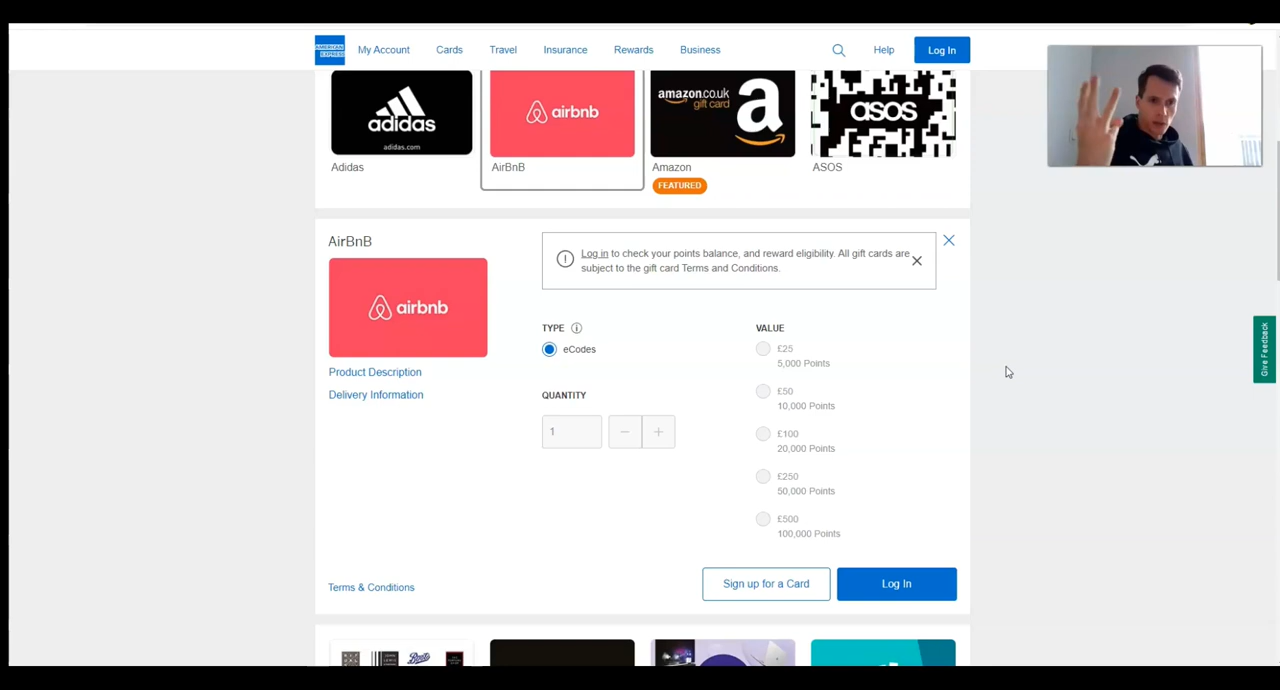 AMERICAN EXPRESS
My Account Cards Travel Insurance Rewards Business Help Log In
adidas
adidas.com
airbnb
amazon.co.uk
gift card
a
asos
Adidas
AirBnB
Amazon
ASOS
FEATURED
AirBnB
Log in to check your points balance, and reward eligibility. All gift cards are
subject to the gift card Terms and Conditions.
airbnb
Product Description
Delivery Information
TYPE
eCodes
QUANTITY
1
VALUE
£25
5,000 Points
£50
10,000 Points
£100
20,000 Points
£250
50,000 Points
£500
100,000 Points
Terms & Conditions
Sign up for a Card
Log In
Give Feedback
Boots